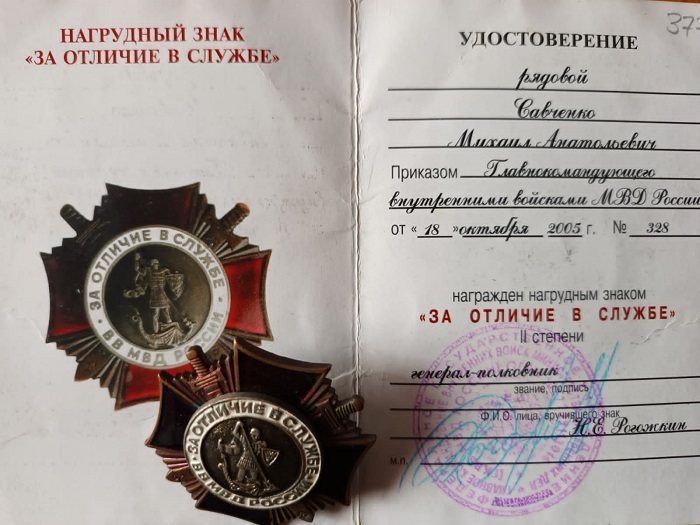 НАГРУДНЫЙ ЗНАК
«ЗА ОТЛИЧИЕ В СЛУЖБЕ»
ЗА ОТЛИЧИЕ В СЛУЖБЕ
ВВ МВД РОССИИ
ЗА ОТЛИЧИЕ В СЛУЖБЕ
ВВ МВД РОССИИ
377
УДОСТОВЕРЕНИЕ
рядовой
Савченко
Михаил Анатольевич
Приказом Главнокомандующего
внутренними войсками МВД России
от «18» октября 2005 г. № 328
награжден нагрудным знаком
«ЗА ОТЛИЧИЕ В СЛУЖБЕ»
II степени
генерал-полковник
звание, подпись
Ф.И.О. лица, вручившего знак
Н.Е. Рогожкин
м.п.